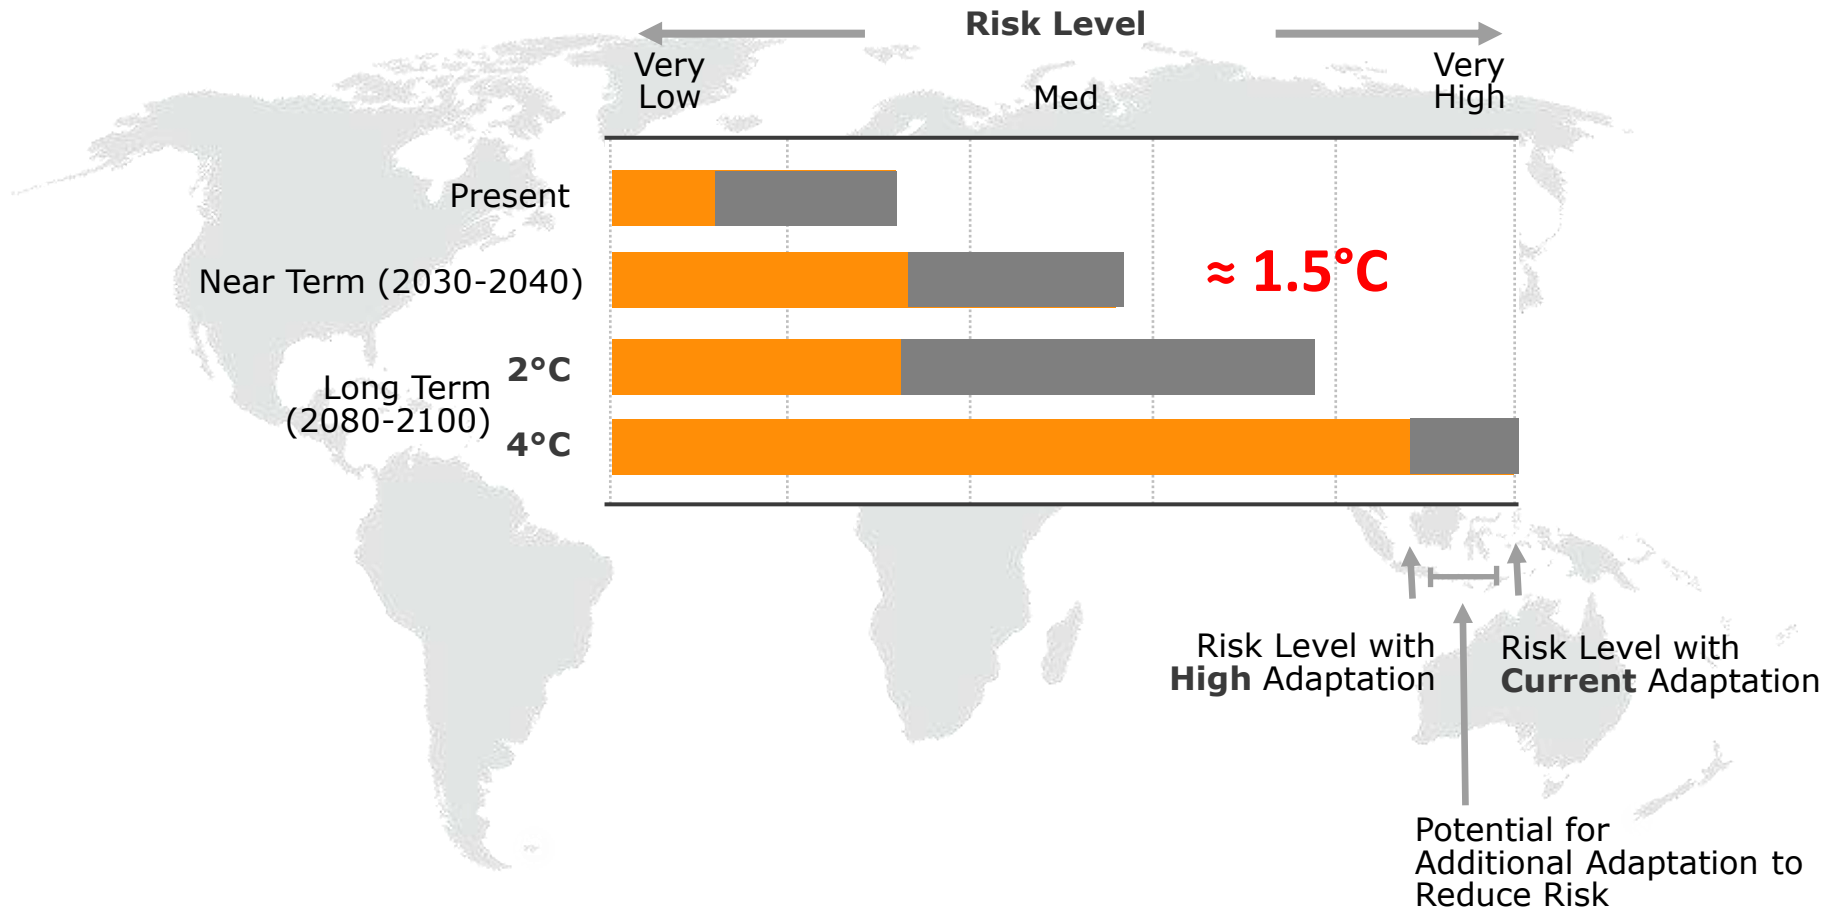 Risk Level
Very
Low
Med
Very
High
Present
Near Term (2030-2040)
≈ 1.5°C
Long Term
(2080-2100)
2°C
4°C
Risk Level with
High Adaptation
Risk Level with
Current Adaptation
Potential for
Additional Adaptation to
Reduce Risk